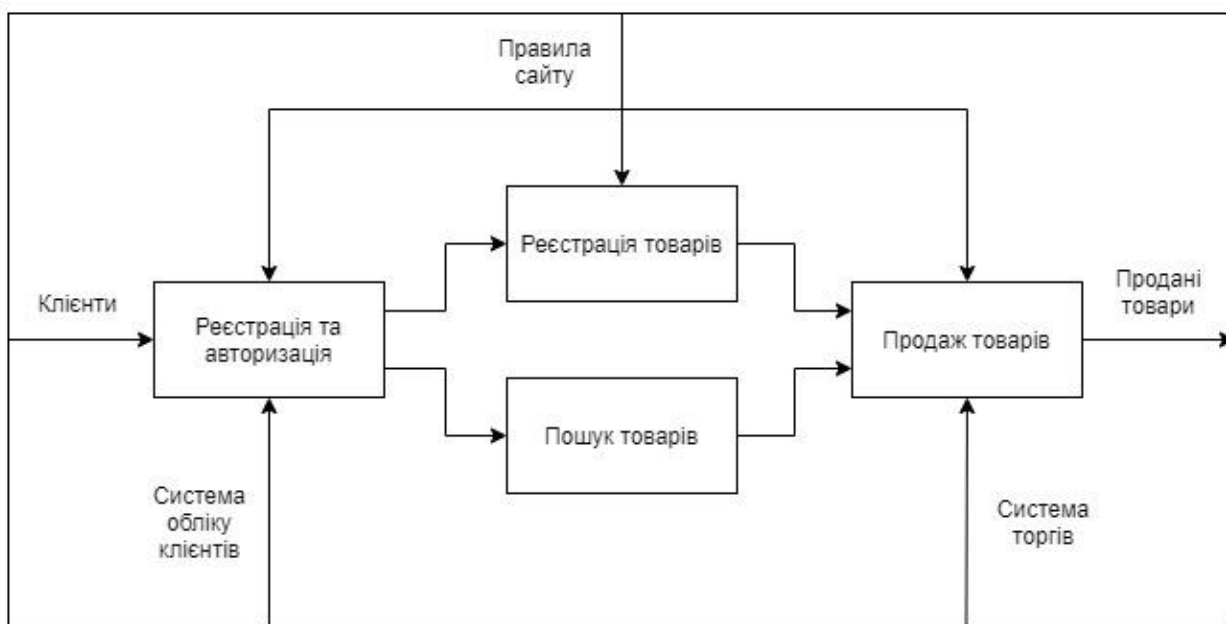 Правила
сайту
Реєстрація товарів
Клієнти
Реєстрація та
авторизація
Продаж товарів
Продані
товари
Пошук товарів
Система
обліку
клієнтів
Система
торгів